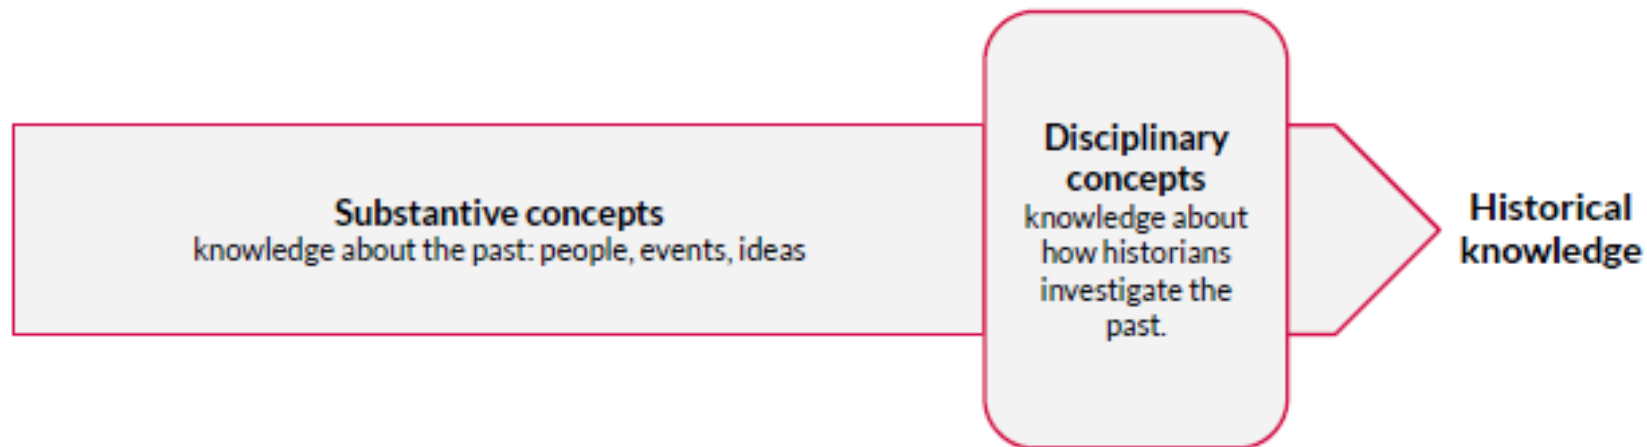 Substantive concepts
knowledge about the past: people, events, ideas
Disciplinary
concepts
knowledge about
how historians
investigate the
past.
Historical
knowledge